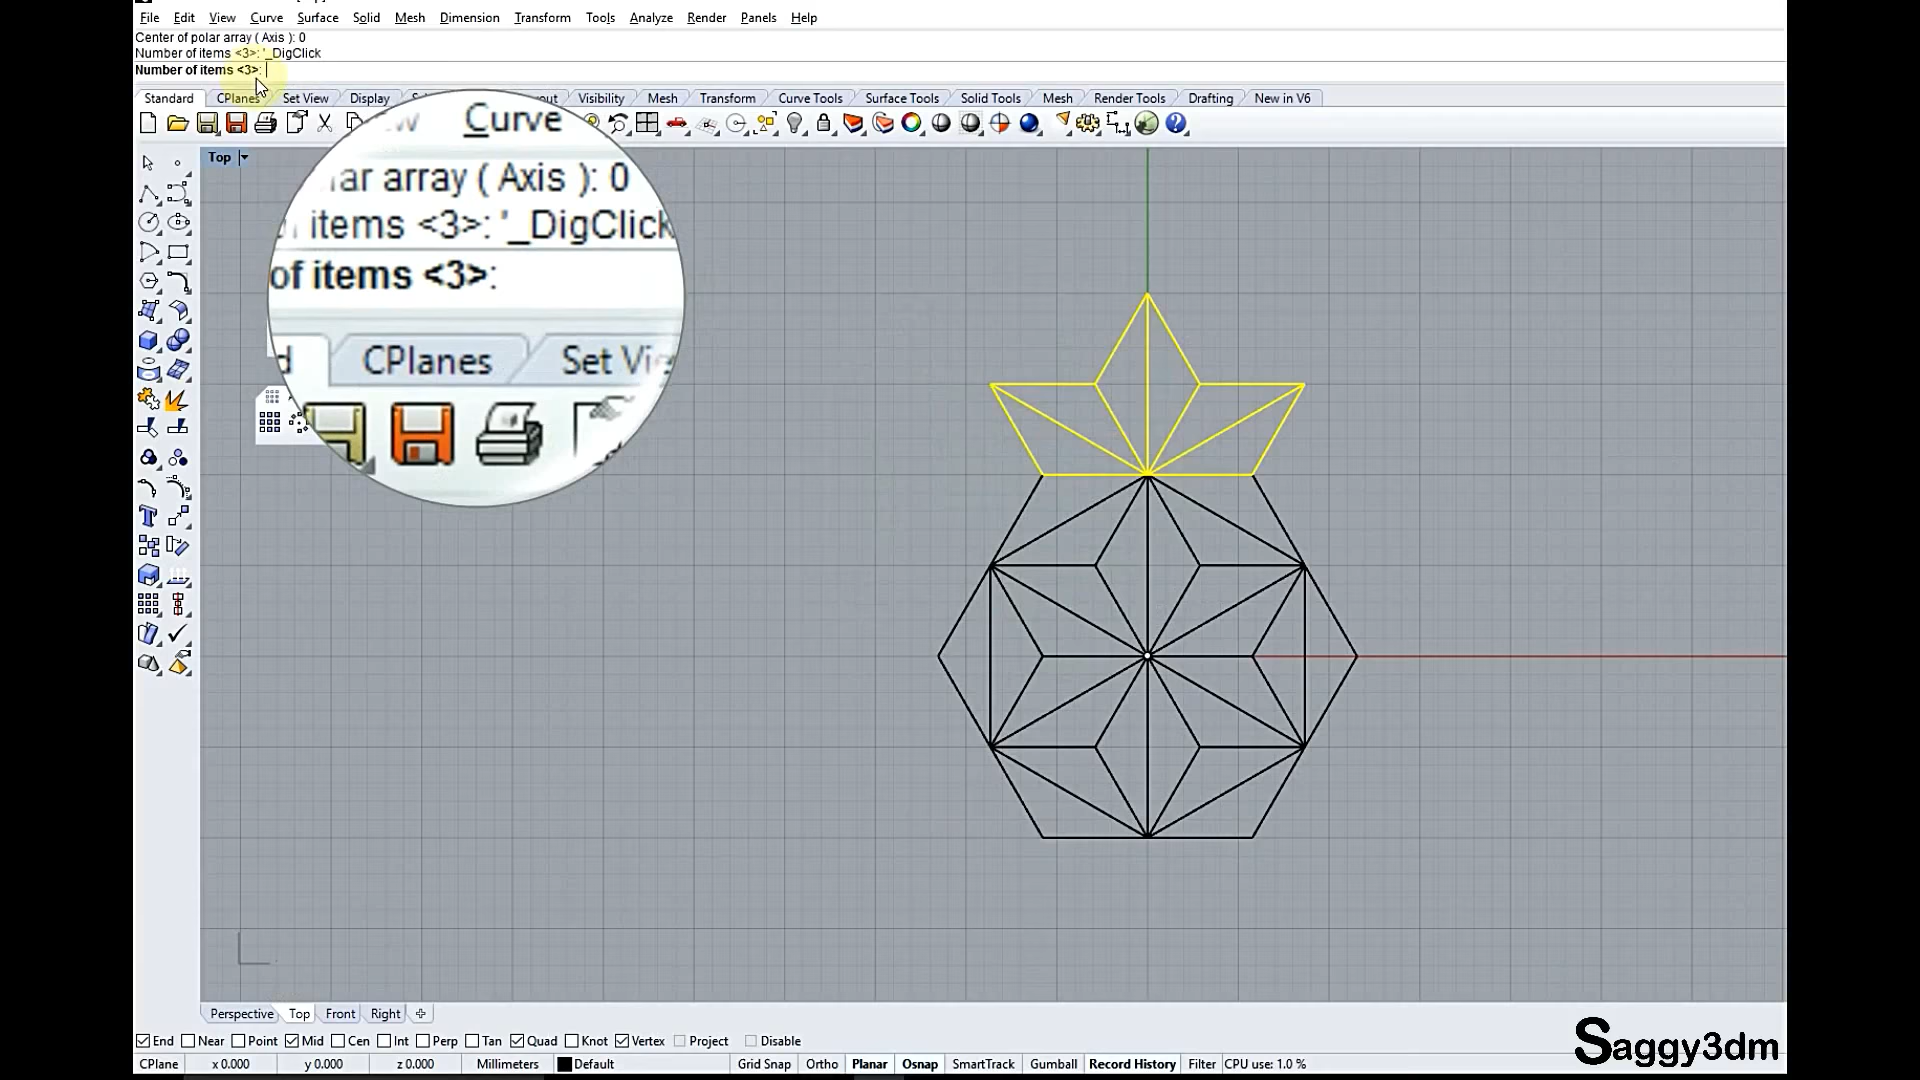 File Edit View Curve Surface Solid Mesh Dimension Transform Tools Analyze Render Panels Help
Center of polar array ( Axis ): 0
Number of items <3>: '_DigClick
Number of items <3>:
Standard CPlanes Set View Display Visibility Mesh Transform Curve Tools Surface Tools Solid Tools Mesh Render Tools Drafting New in V6
Curve
lar array ( Axis ): 0
of items <3>: '_DigClick
of items <3>:
d CPlanes Set Vie
Top
Perspective Top Front Right
End Near Point Mid Cen Int Perp Tan Quad Knot Vertex Project Disable
CPlane x 0.000 y 0.000 z 0.000 Millimeters Default Grid Snap Ortho Planar Osnap SmartTrack Gumball Record History Filter CPU use: 1.0 %
Saggy3dm